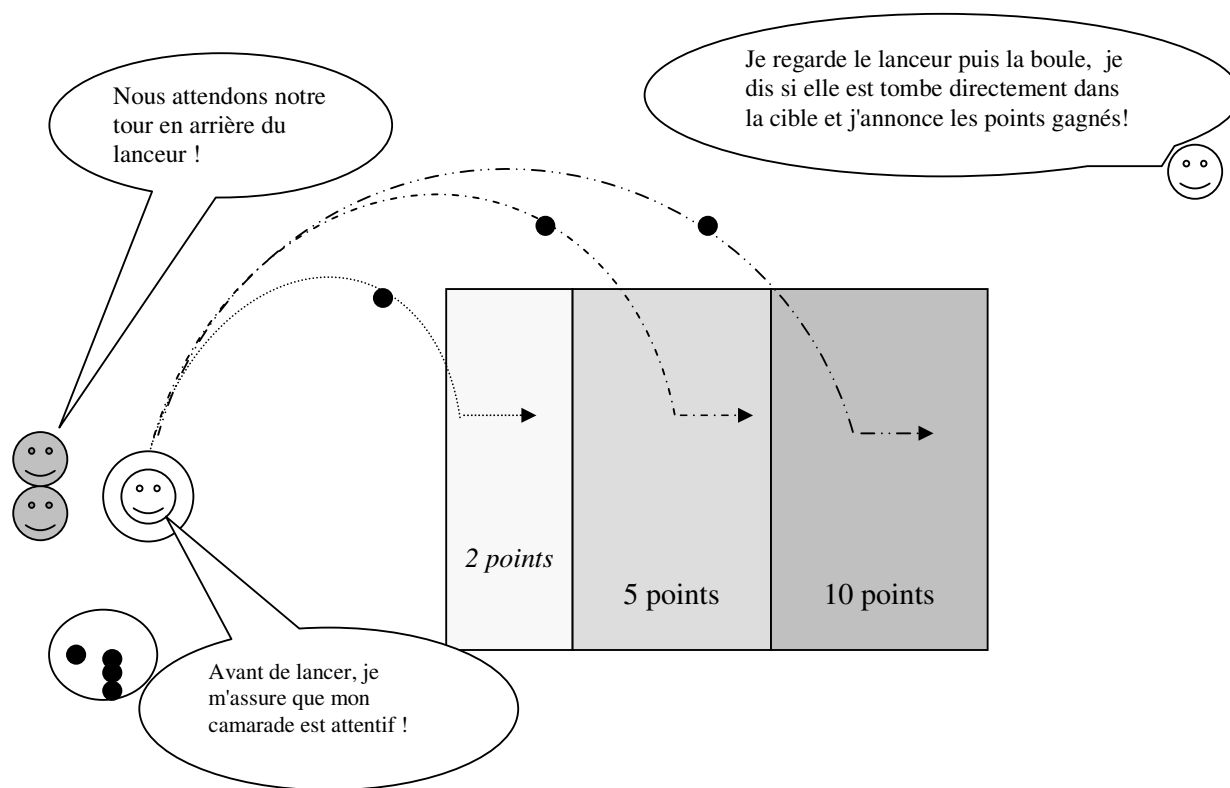 Nous attendons notre
tour en arrière du
lanceur !
Je regarde le lanceur puis la boule, je
dis si elle est tombe directement dans
la cible et j'annonce les points gagnés!
2 points
5 points
10 points
Avant de lancer, je
m'assure que mon
camarade est attentif !